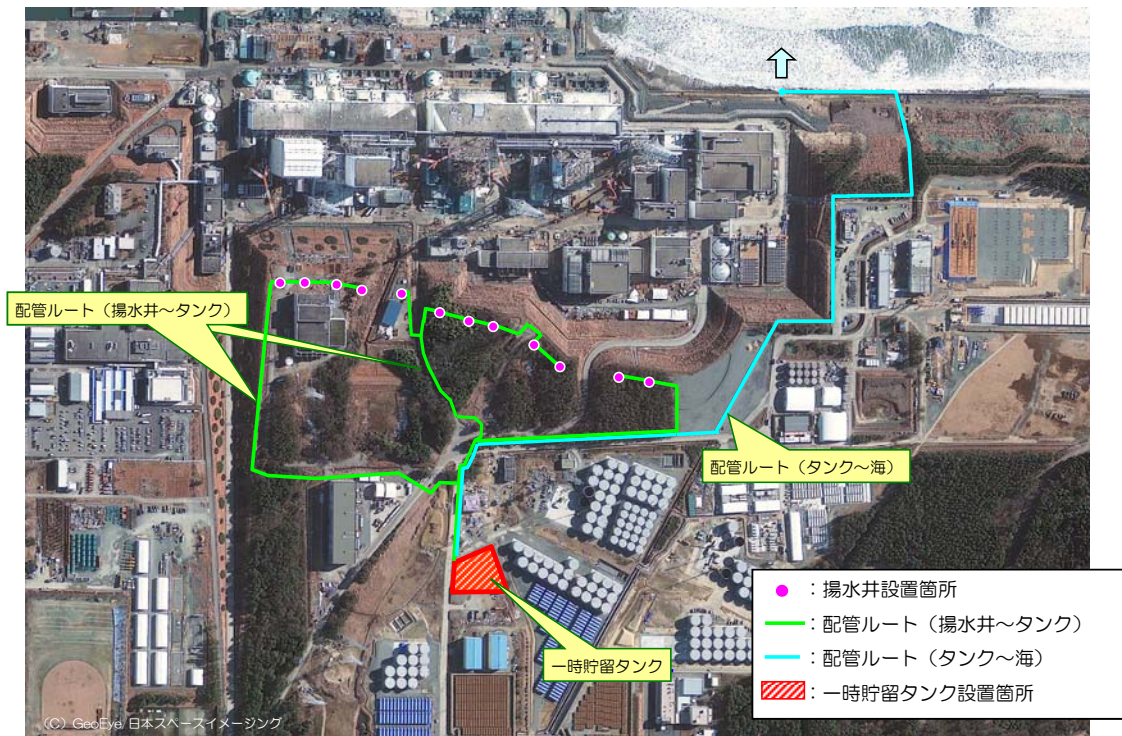 配管ルート（揚水井～タンク）
配管ルート（タンク～海）
一時貯留タンク
：揚水井設置箇所
：配管ルート（揚水井～タンク）
：配管ルート（タンク～海）
：一時貯留タンク設置箇所
（C）GeoEye/日本スペースイメージング